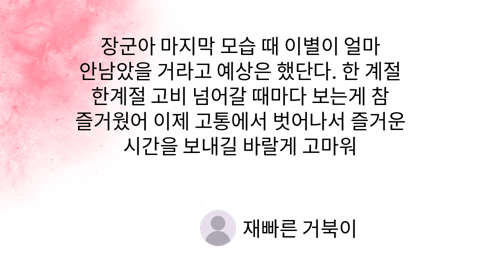 장군아 마지막 모습 때 이별이 얼마
안남았을 거라고 예상은 했단다. 한 계절
한계절 고비 넘어갈 때마다 보는게 참
즐거웠어 이제 고통에서 벗어나서 즐거운
시간을 보내길 바랄게 고마워
재빠른 거북이